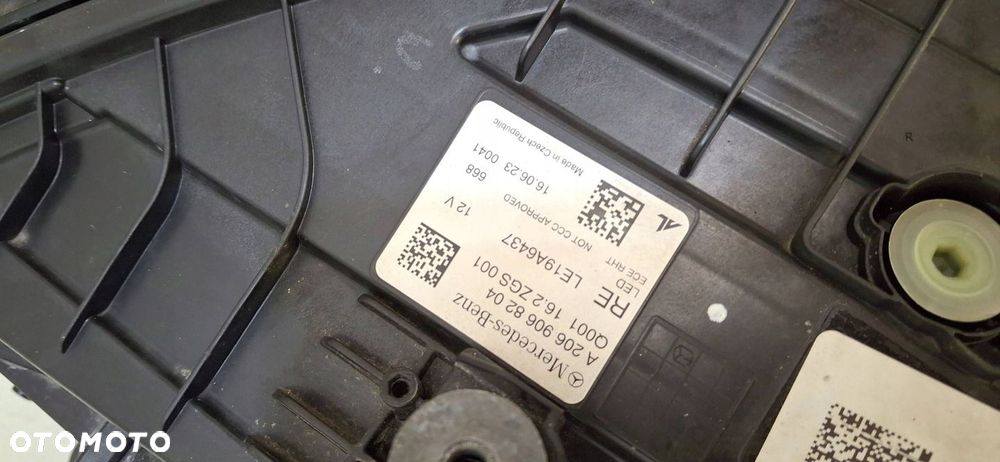 Mercedes-Benz
A 206 906 82 04
Q001 16.2 ZGS 001
RE
LED
ECE RHT
LE19A6437
NOT CCC APPROVED
12 V
668
16.06.23 0041
Made in Czech Republic
AL
R
OTOMOTO